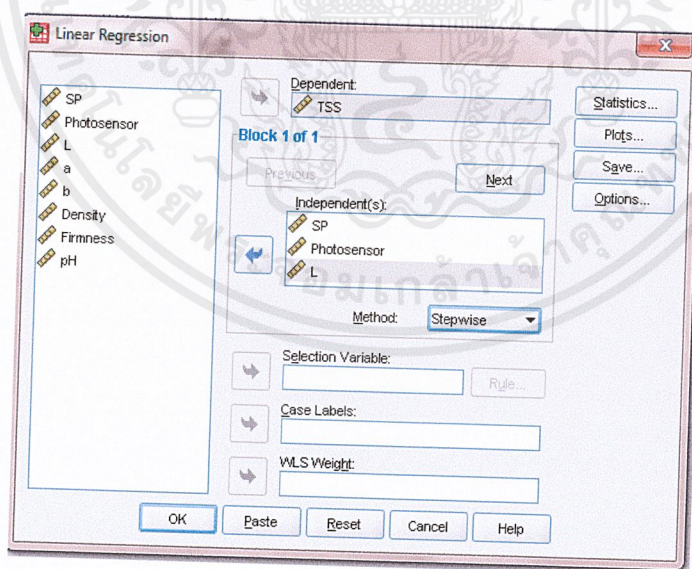 Linear Regression
SP
Photosensor
L
a
b
Density
Firmness
pH
Dependent:
TSS
Block 1 of 1
Previous
Next
Independent(s):
SP
Photosensor
L
Method:
Stepwise
Selection Variable:
Rule...
Case Labels:
WLS Weight:
Statistics...
Plots...
Save...
Options...
OK
Paste
Reset
Cancel
Help